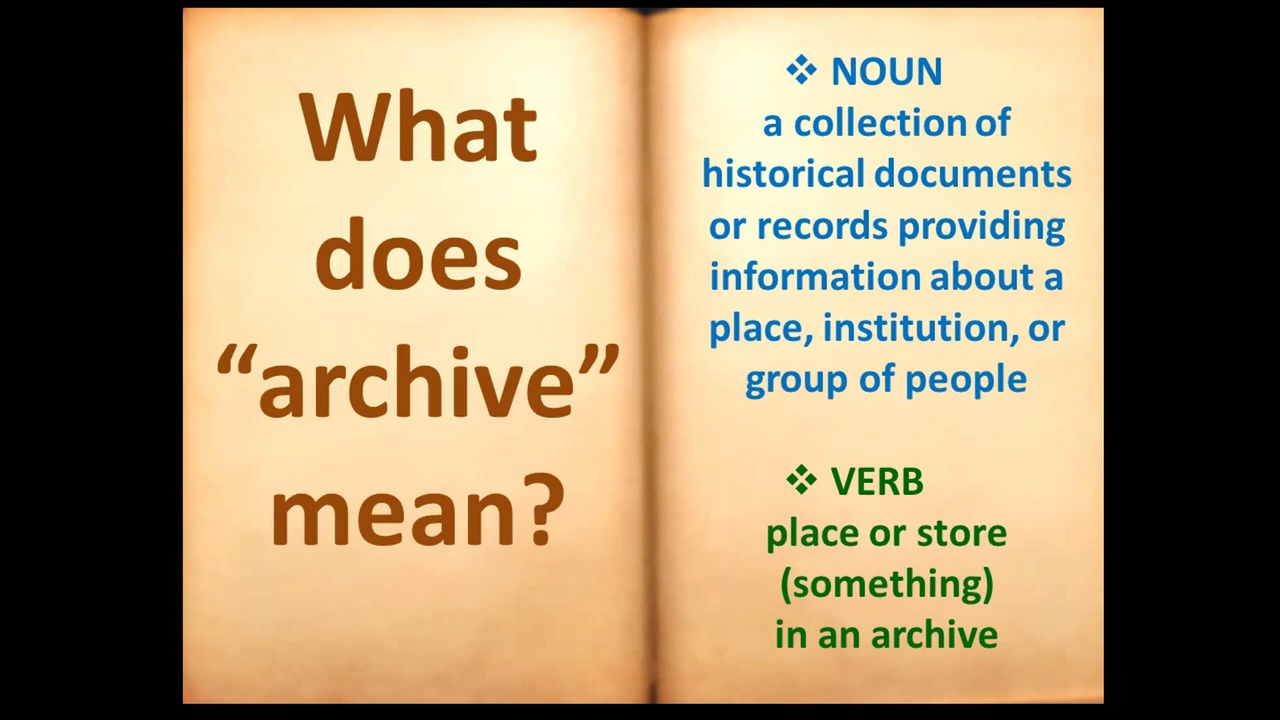 What
does
“archive”
mean?
❖ NOUN
a collection of
historical documents
or records providing
information about a
place, institution, or
group of people
❖ VERB
place or store
(something)
in an archive